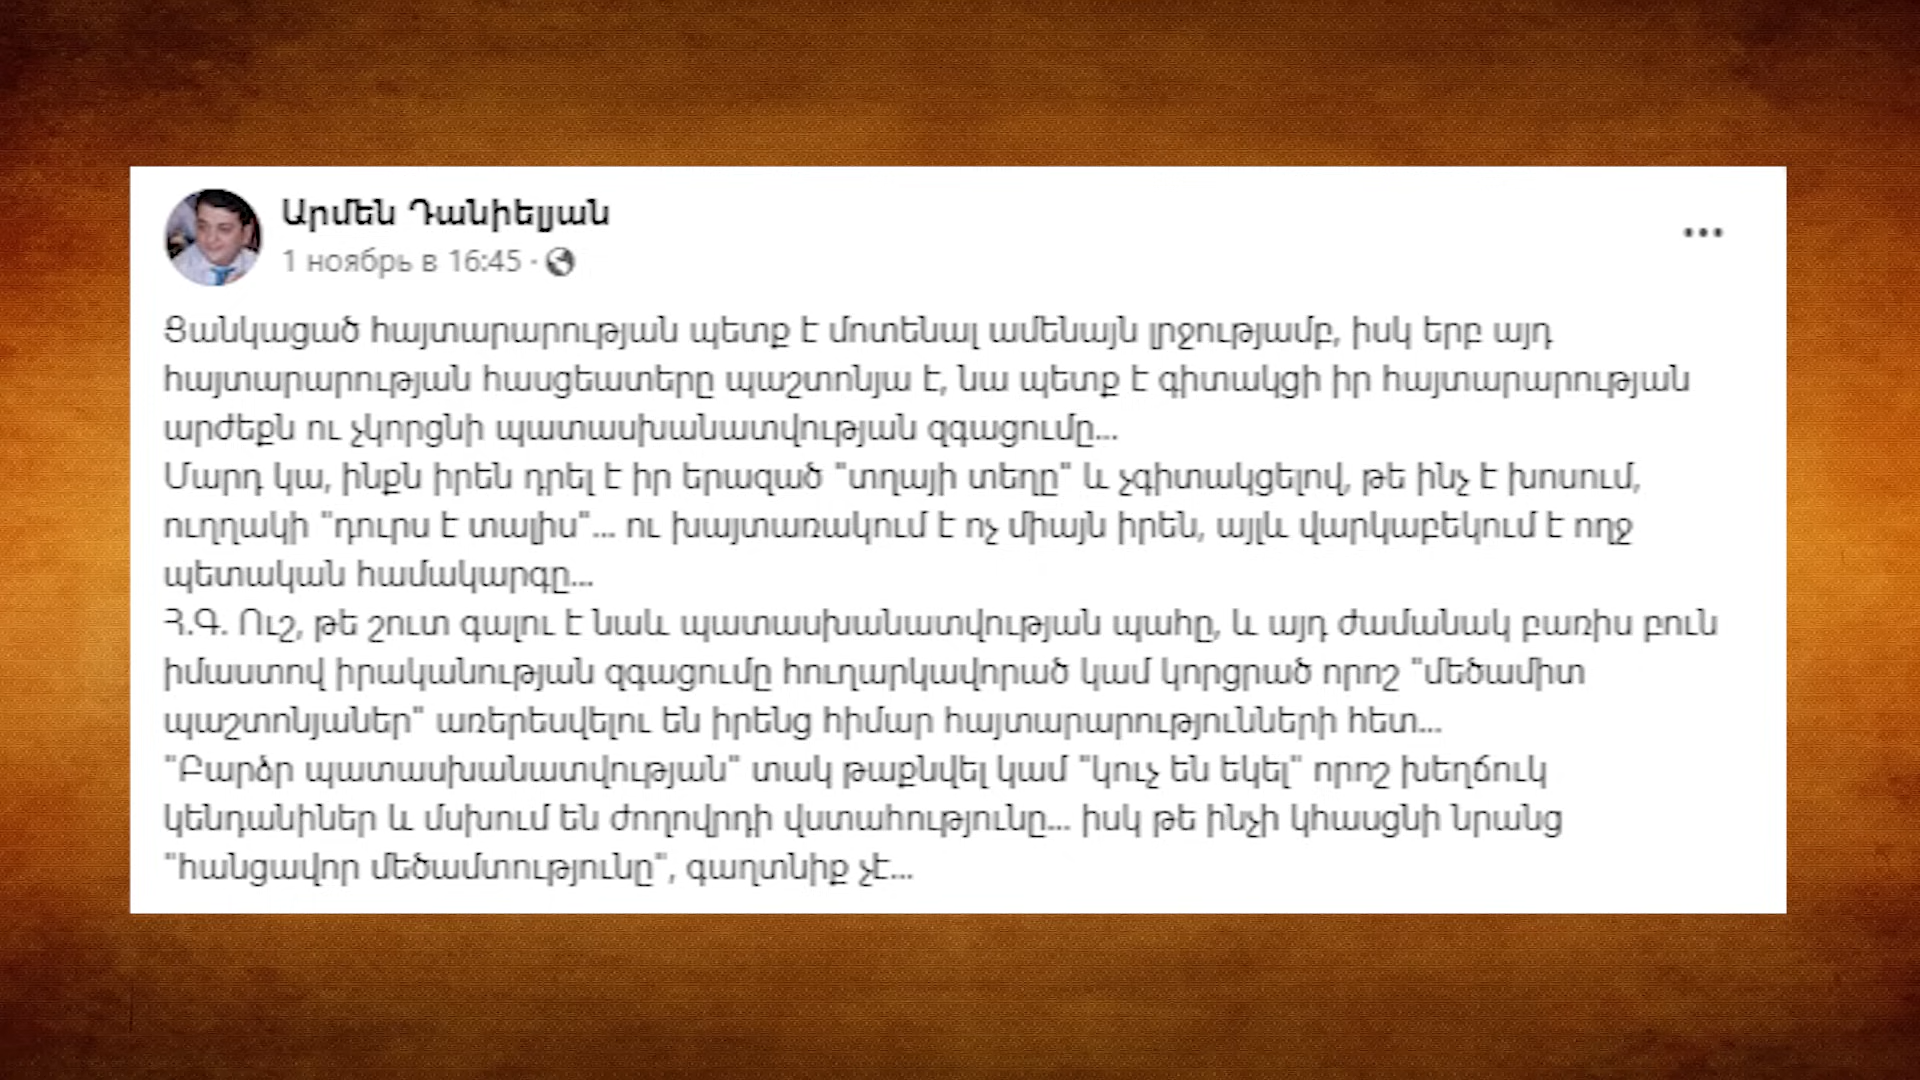 Արմեն Դանիելյան
1 ноябрь в 16:45 ·
Ցանկացած հայտարարության պետք է մոտենալ ամենայն լրջությամբ, իսկ երբ այդ
հայտարարության հասցեատերը պաշտոնյա է, նա պետք է գիտակցի իր հայտարարության
արժեքն ու չկորցնի պատասխանատվության զգացումը...
Մարդ կա, ինքն իրեն դրել է իր երազած "տղայի տեղը" և չգիտակցելով, թե ինչ է խոսում,
ուղղակի "դուրս է տալիս"... ու խայտառակում է ոչ միայն իրեն, այլև վարկաբեկում է ողջ
պետական համակարգը...
Հ.Գ. Ուշ, թե շուտ գալու է նաև պատասխանատվության պահը, և այդ ժամանակ բառիս բուն
իմաստով իրականության զգացումը հուղարկավորած կամ կորցրած որոշ "մեծամիտ
պաշտոնյաներ" առերեսվելու են իրենց հիմար հայտարարությունների հետ...
"Բարձր պատասխանատվության" տակ թաքնվել կամ "կուչ են եկել" որոշ խեղճուկ
կենդանիներ և մսխում են ժողովրդի վստահությունը... իսկ թե ինչի կհասցնի նրանց
"հանցավոր մեծամտությունը", գաղտնիք չէ...